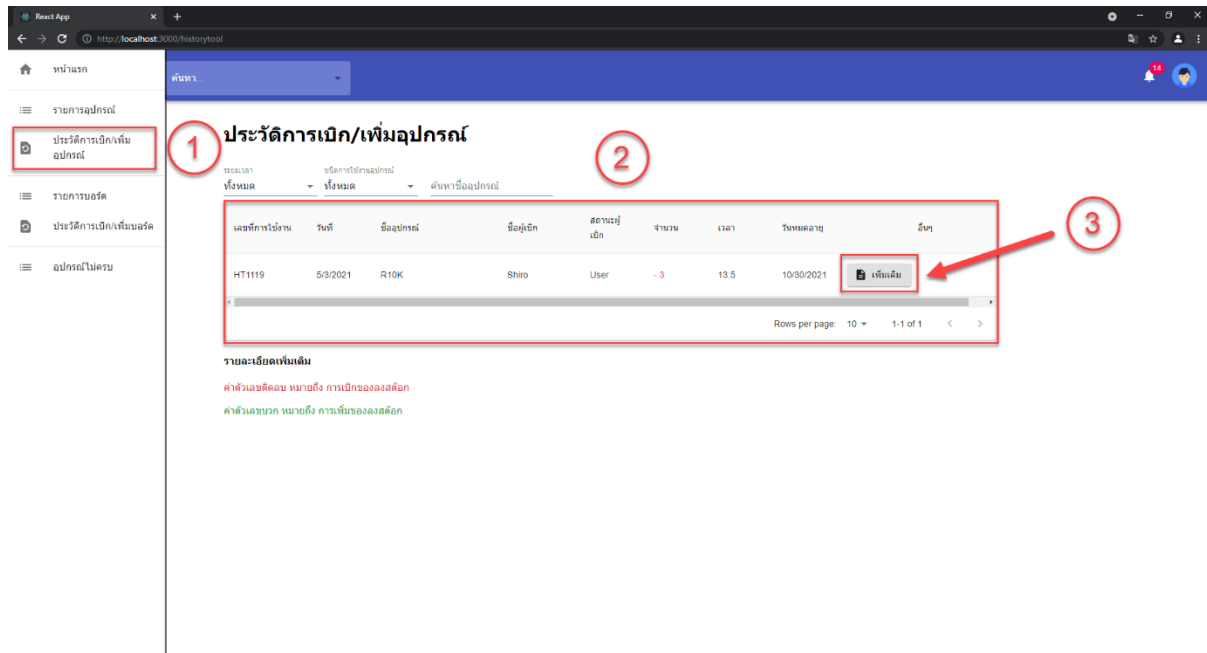 React App
http://localhost:3000/historytool
หน้าแรก
ค้นหา...
14
รายการอุปกรณ์
ประวัติการเบิก/เพิ่ม
อุปกรณ์
รายการบอร์ด
ประวัติการเบิก/เพิ่มบอร์ด
อุปกรณ์ไม่ครบ
1
ประวัติการเบิก/เพิ่มอุปกรณ์
2
ระยะเวลา ชนิดการใช้งานอุปกรณ์
ทั้งหมด ทั้งหมด ค้นหาชื่ออุปกรณ์
เลขที่การใช้งาน วันที่ ชื่ออุปกรณ์ ชื่อผู้เบิก สถานะผู้เบิก จำนวน เวลา วันหมดอายุ อื่นๆ
3
HT1119 5/3/2021 R10K Shiro User - 3 13:5 10/30/2021 เพิ่มเติม
Rows per page: 10 1-1 of 1
รายละเอียดเพิ่มเติม
ค่าตัวเลขติดลบ หมายถึง การเบิกของลงสต๊อก
ค่าตัวเลขบวก หมายถึง การเพิ่มของลงสต๊อก